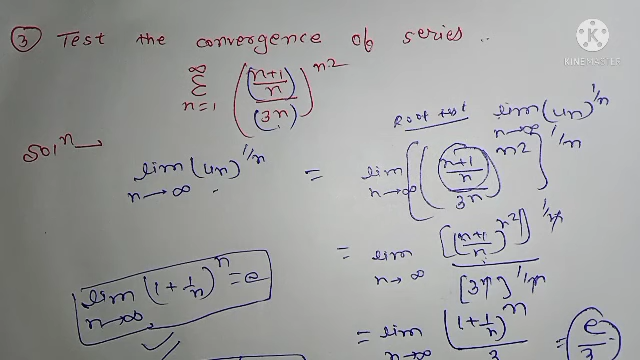 ③ Test the convergence of series..
∞ Σ n=1 ( ((n+1)/n) / (3n) )^n2
Root test lim n→∞ (un)^1/n
Soln →
lim n→∞ (un)^1/n = lim n→∞ [ ( ((n+1)/n) / 3n )^n2 ]^1/n
= lim n→∞ [ ((n+1)/n)^n2 ]^1/n / [3n]^1/n
lim n→∞ (1 + 1/n)^n = e
= lim n→∞ (1 + 1/n)^n / 3 = e/3
KINEMASTER